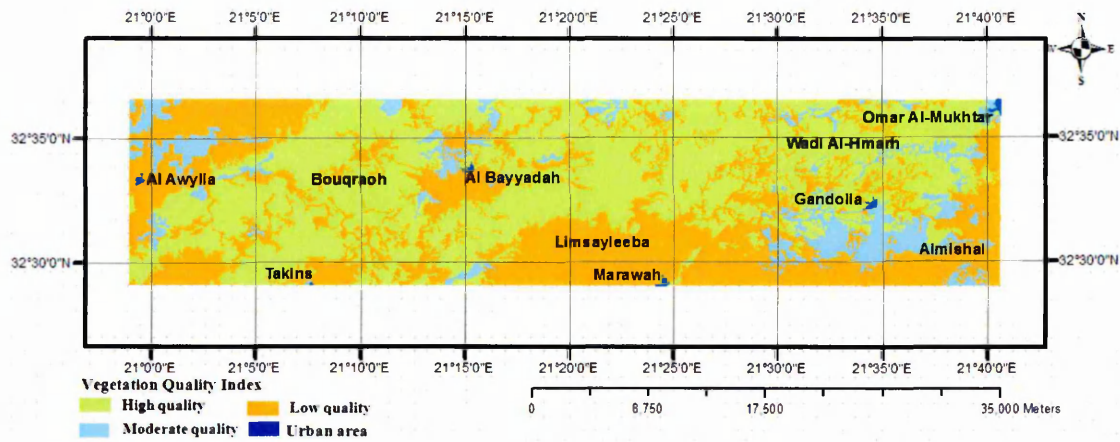 21°0'0"E 21°5'0"E 21°10'0"E 21°15'0"E 21°20'0"E 21°25'0"E 21°30'0"E 21°35'0"E 21°40'0"E
N
W E
S
Omar Al-Mukhtar
32°35'0"N 32°35'0"N
Wadi Al-Hmarh
Al Awylia Bouqraoh Al Bayyadah
Gandolla
Limsayleeba
Almishal
32°30'0"N 32°30'0"N
Takins Marawah
21°0'0"E 21°5'0"E 21°10'0"E 21°15'0"E 21°20'0"E 21°25'0"E 21°30'0"E 21°35'0"E 21°40'0"E
Vegetation Quality Index
High quality Low quality
Moderate quality Urban area
0 8,750 17,500 35,000 Meters